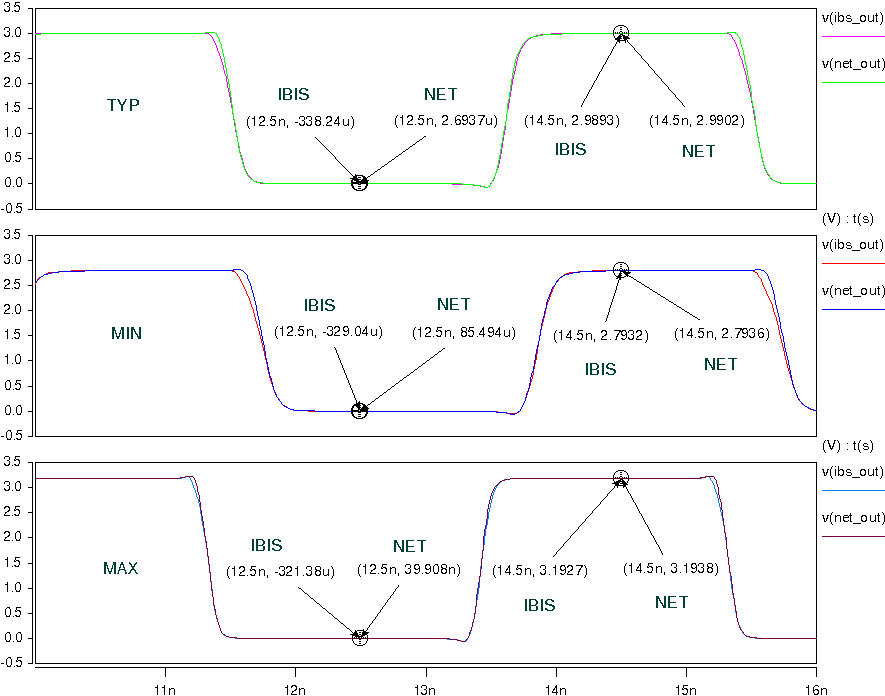 3.5
v(ibs_out)
3.0
2.5
v(net_out)
IBIS NET
2.0
TYP
(12.5n, -338.24u) (12.5n, 2.6937u) (14.5n, 2.9893) (14.5n, 2.9902)
1.5
IBIS NET
1.0
0.5
0.0
-0.5
(V) : t(s)
3.5
v(ibs_out)
3.0
2.5
v(net_out)
IBIS NET
2.0
MIN
(12.5n, -329.04u) (12.5n, 85.494u) (14.5n, 2.7932) (14.5n, 2.7936)
1.5
IBIS NET
1.0
0.5
0.0
-0.5
(V) : t(s)
3.5
v(ibs_out)
3.0
2.5
v(net_out)
2.0
IBIS NET
1.5
MAX
(12.5n, -321.38u) (12.5n, 39.908n) (14.5n, 3.1927) (14.5n, 3.1938)
1.0
IBIS NET
0.5
0.0
-0.5
11n 12n 13n 14n 15n 16n